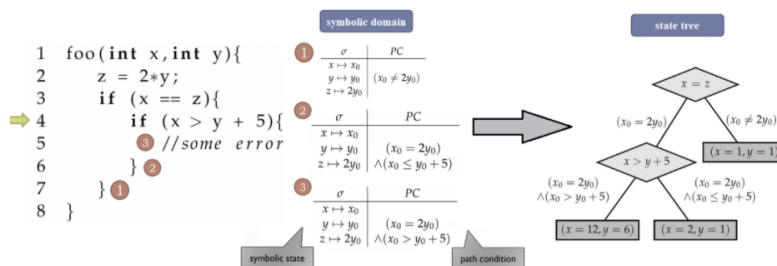 symbolic domain
state tree
1 foo(int x,int y){
2 z = 2*y;
3 if (x == z){
4 if (x > y + 5){
5 3 //some error
6 } 2
7 } 1
8 }
1
σ PC
x ↦ x₀
y ↦ y₀ (x₀ ≠ 2y₀)
z ↦ 2y₀
2
σ PC
x ↦ x₀
y ↦ y₀ (x₀ = 2y₀)
z ↦ 2y₀ ∧(x₀ ≤ y₀ + 5)
3
σ PC
x ↦ x₀
y ↦ y₀ (x₀ = 2y₀)
z ↦ 2y₀ ∧(x₀ > y₀ + 5)
symbolic state
path condition
x = z
(x₀ = 2y₀) (x₀ ≠ 2y₀)
x > y + 5
(x = 1, y = 1)
(x₀ = 2y₀) (x₀ = 2y₀)
∧(x₀ > y₀ + 5) ∧(x₀ ≤ y₀ + 5)
(x = 12, y = 6) (x = 2, y = 1)